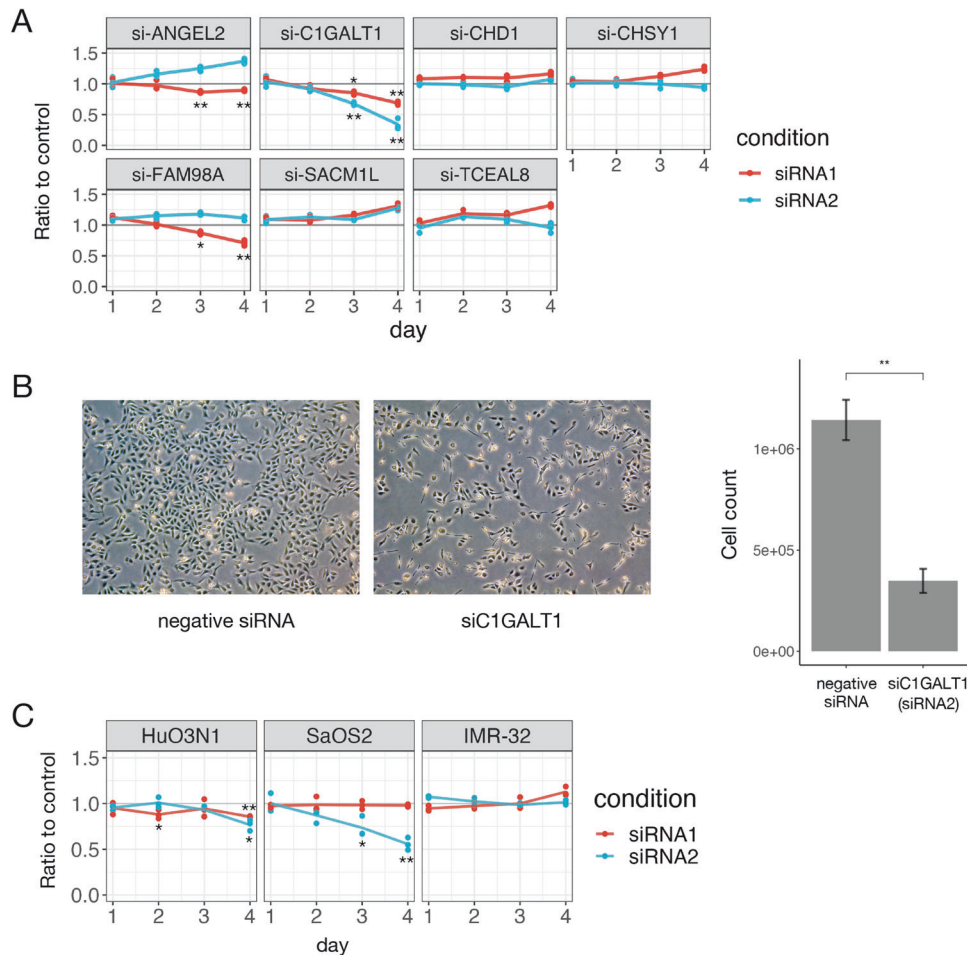 A
si-ANGEL2 si-C1GALT1 si-CHD1 si-CHSY1
1.5
1.0
0.5
0.0
* ** ** ** ** **
1 2 3 4
condition
siRNA1
siRNA2
si-FAM98A si-SACM1L si-TCEAL8
1.5
1.0
0.5
0.0
* **
1 2 3 4 1 2 3 4 1 2 3 4
Ratio to control
day
B
negative siRNA siC1GALT1
**
Cell count
1e+06
5e+05
0e+00
negative siRNA
siC1GALT1 (siRNA2)
C
HuO3N1 SaOS2 IMR-32
Ratio to control
1.5
1.0
0.5
0.0
* ** * * **
1 2 3 4 1 2 3 4 1 2 3 4
day
condition
siRNA1
siRNA2